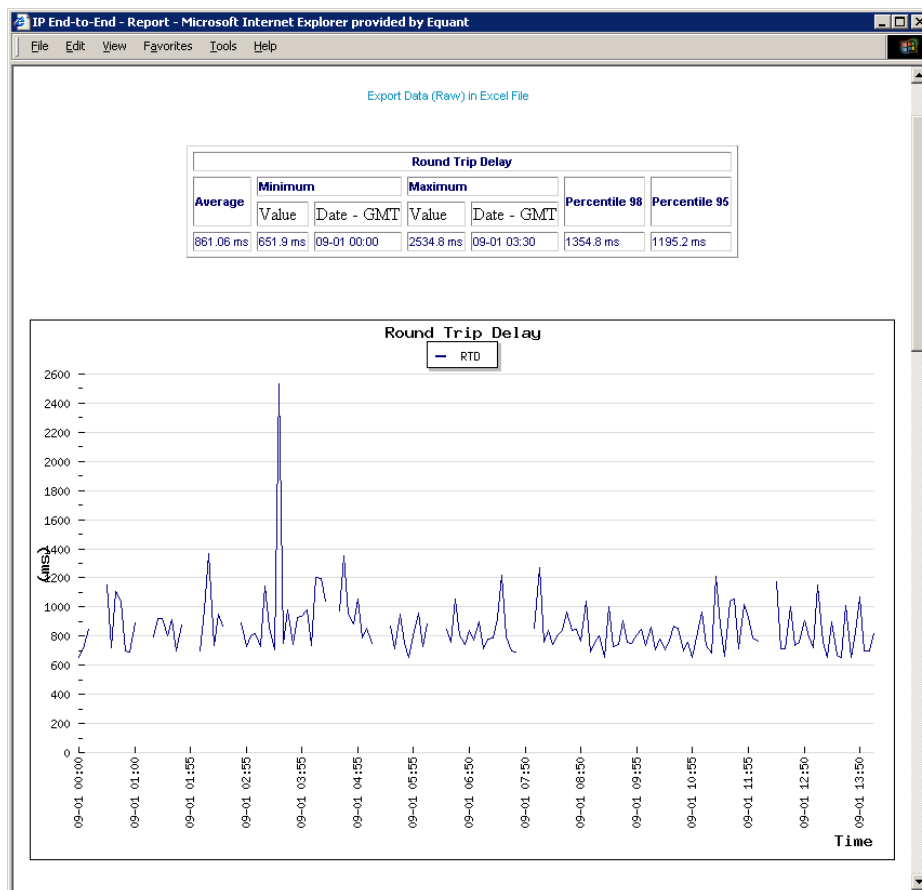 IP End-to-End - Report - Microsoft Internet Explorer provided by Equant
File Edit View Favorites Tools Help
Export Data (Raw) in Excel File
Round Trip Delay
Average Minimum Maximum Percentile 98 Percentile 95
Value Date - GMT Value Date - GMT
861.06 ms 651.9 ms 09-01 00:00 2534.8 ms 09-01 03:30 1354.8 ms 1195.2 ms
Round Trip Delay
RTD
(ms)
2600
2400
2200
2000
1800
1600
1400
1200
1000
800
600
400
200
0
09-01 00:00
09-01 01:00
09-01 01:55
09-01 02:55
09-01 03:55
09-01 04:55
09-01 05:55
09-01 06:50
09-01 07:50
09-01 08:50
09-01 09:55
09-01 10:55
09-01 11:55
09-01 12:50
09-01 13:50
Time